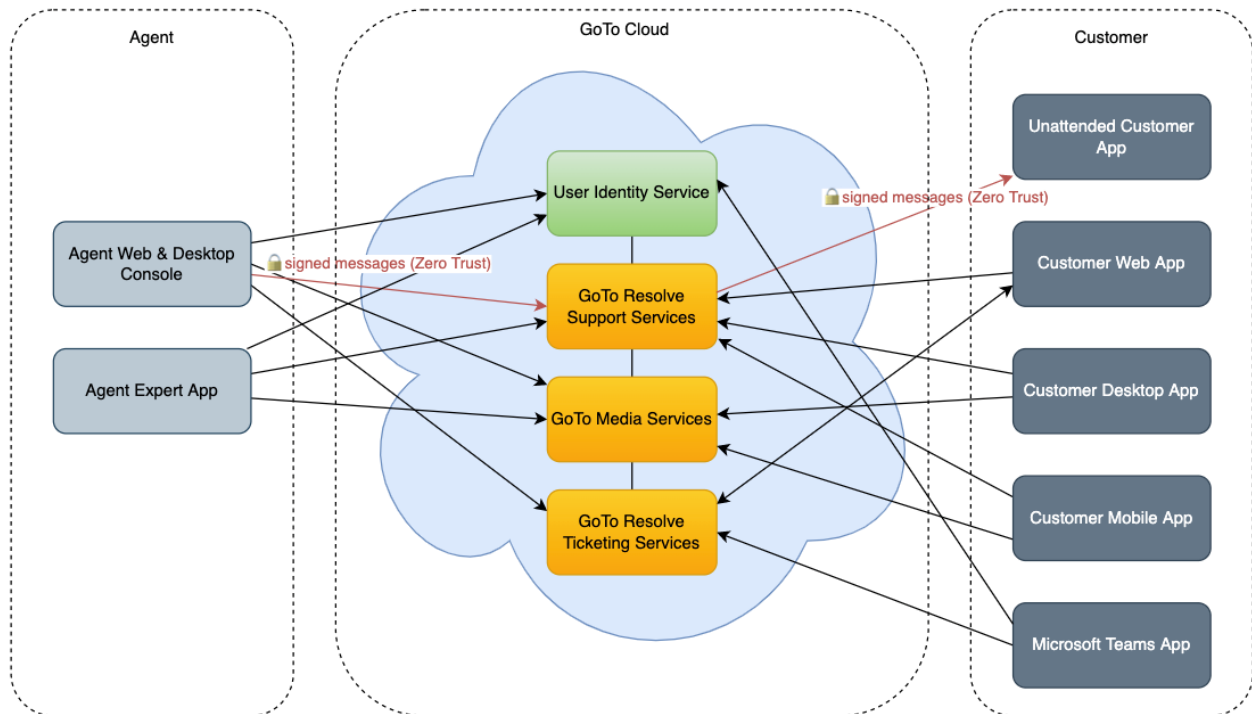 Agent
GoTo Cloud
Customer
Agent Web & Desktop
Console
Agent Expert App
🔒signed messages (Zero Trust)
User Identity Service
GoTo Resolve
Support Services
GoTo Media Services
GoTo Resolve
Ticketing Services
🔒signed messages (Zero Trust)
Unattended Customer
App
Customer Web App
Customer Desktop App
Customer Mobile App
Microsoft Teams App